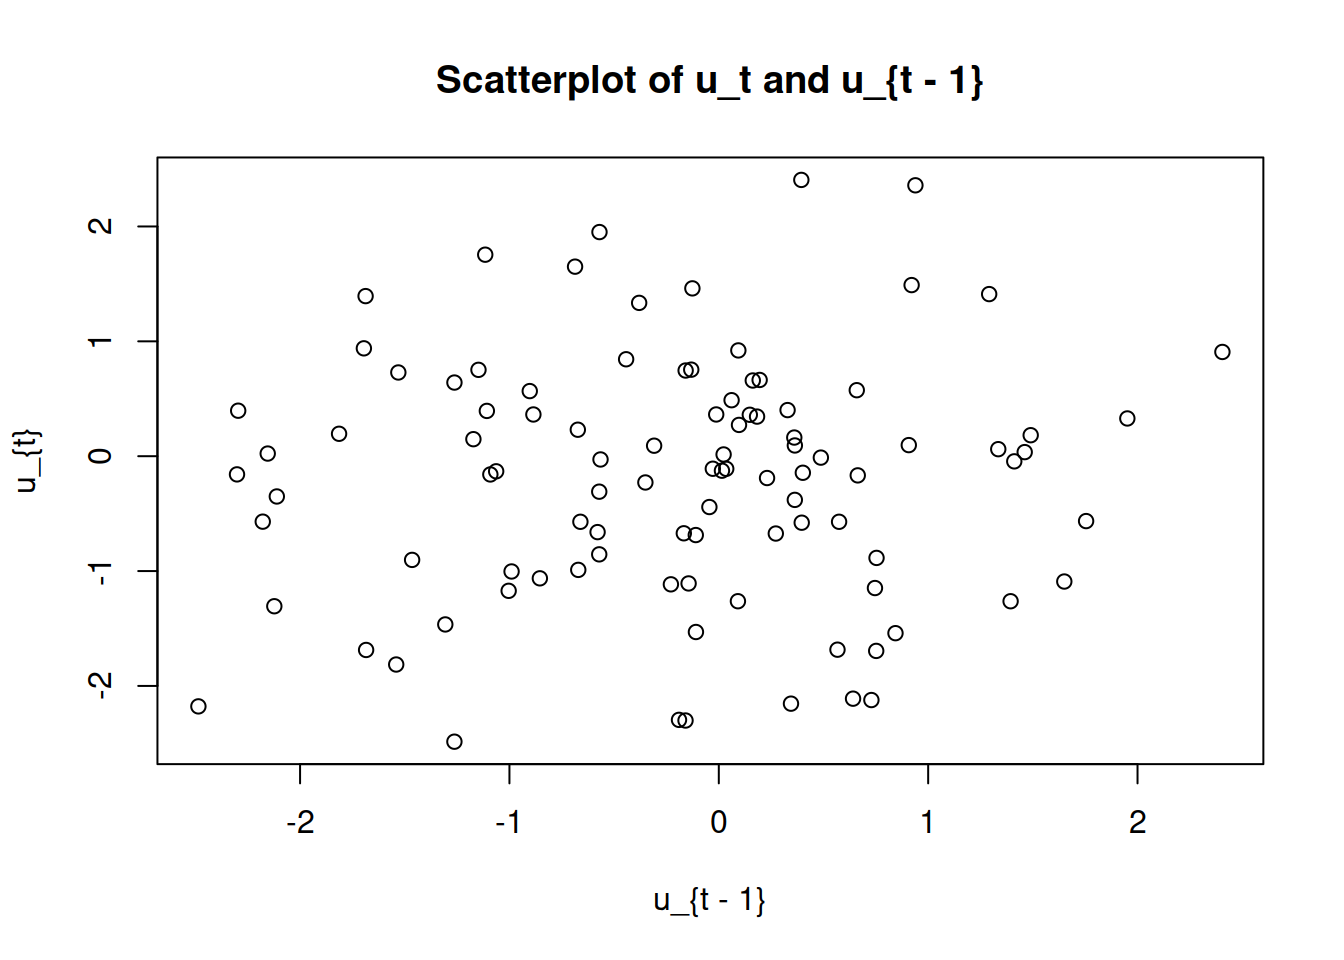 Scatterplot of u_t and u_{t - 1}
2
1
0
-1
-2
u_{t}
-2 -1 0 1 2
u_{t - 1}